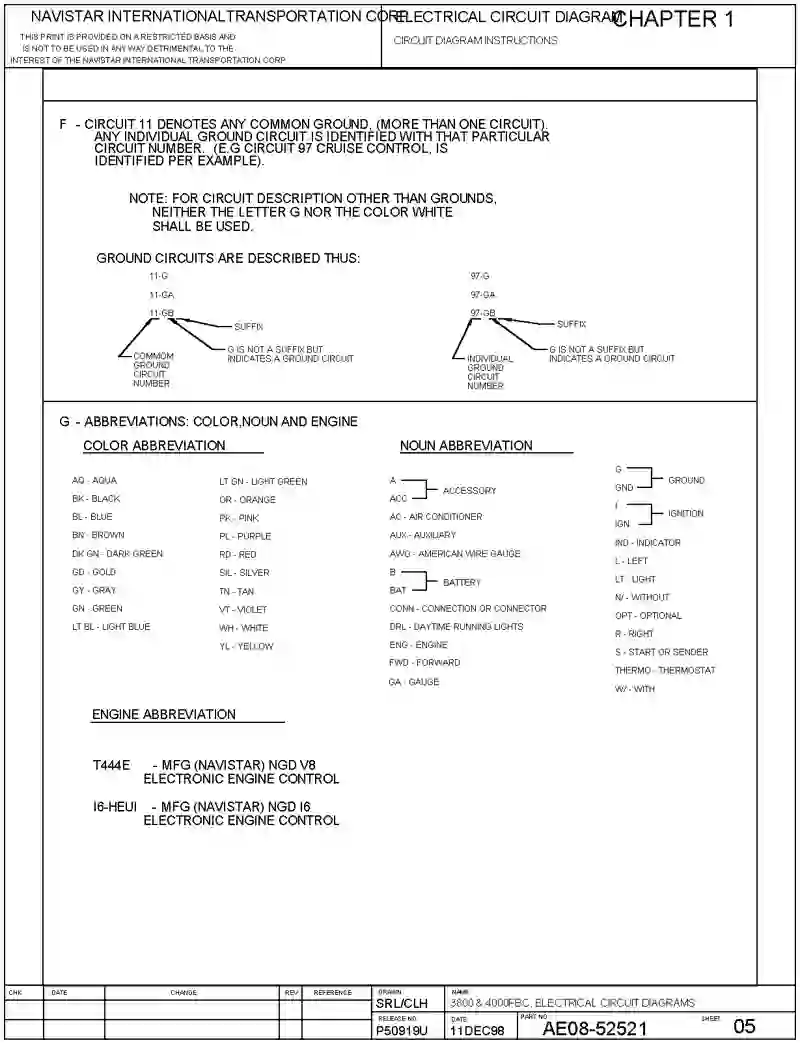 NAVISTAR INTERNATIONAL TRANSPORTATION CORP.
THIS PRINT IS PROVIDED ON A RESTRICTED BASIS AND
IS NOT TO BE USED IN ANY WAY DETRIMENTAL TO THE
INTEREST OF THE NAVISTAR INTERNATIONAL TRANSPORTATION CORP
ELECTRICAL CIRCUIT DIAGRAM
CHAPTER 1
CIRCUIT DIAGRAM INSTRUCTIONS
F - CIRCUIT 11 DENOTES ANY COMMON GROUND, (MORE THAN ONE CIRCUIT).
ANY INDIVIDUAL GROUND CIRCUIT IS IDENTIFIED WITH THAT PARTICULAR
CIRCUIT NUMBER. (E.G CIRCUIT 97 CRUISE CONTROL, IS
IDENTIFIED PER EXAMPLE).
NOTE: FOR CIRCUIT DESCRIPTION OTHER THAN GROUNDS,
NEITHER THE LETTER G NOR THE COLOR WHITE
SHALL BE USED.
GROUND CIRCUITS ARE DESCRIBED THUS:
11-G
11-GA
11-GB
SUFFIX
G IS NOT A SUFFIX BUT
INDICATES A GROUND CIRCUIT
COMMOM
GROUND
CIRCUIT
NUMBER
97-G
97-GA
97-GB
SUFFIX
G IS NOT A SUFFIX BUT
INDICATES A GROUND CIRCUIT
INDIVIDUAL
GROUND
CIRCUIT
NUMBER
G - ABBREVIATIONS: COLOR,NOUN AND ENGINE
COLOR ABBREVIATION
AQ - AQUA
BK - BLACK
BL - BLUE
BN - BROWN
DK GN - DARK GREEN
GD - GOLD
GY - GRAY
GN - GREEN
LT BL - LIGHT BLUE
LT GN - LIGHT GREEN
OR - ORANGE
PK - PINK
PL - PURPLE
RD - RED
SIL - SILVER
TN - TAN
VT - VIOLET
WH - WHITE
YL - YELLOW
NOUN ABBREVIATION
A
ACC
ACCESSORY
AC - AIR CONDITIONER
AUX - AUXILIARY
AWG - AMERICAN WIRE GAUGE
B
BAT
BATTERY
CONN - CONNECTION OR CONNECTOR
DRL - DAYTIME RUNNING LIGHTS
ENG - ENGINE
FWD - FORWARD
GA - GAUGE
G
GND
GROUND
I
IGN
IGNITION
IND - INDICATOR
L - LEFT
LT - LIGHT
N/ - WITHOUT
OPT - OPTIONAL
R - RIGHT
S - START OR SENDER
THERMO - THERMOSTAT
W/ - WITH
ENGINE ABBREVIATION
T444E - MFG (NAVISTAR) NGD V8
ELECTRONIC ENGINE CONTROL
I6-HEUI - MFG (NAVISTAR) NGD I6
ELECTRONIC ENGINE CONTROL
CHK DATE CHANGE REV REFERENCE
DRAWN
SRL/CLH
NAME
3800 & 4000FBC, ELECTRICAL CIRCUIT DIAGRAMS
RELEASE NO.
P50919U
DATE
11DEC98
PART NO
AE08-52521
SHEET
05